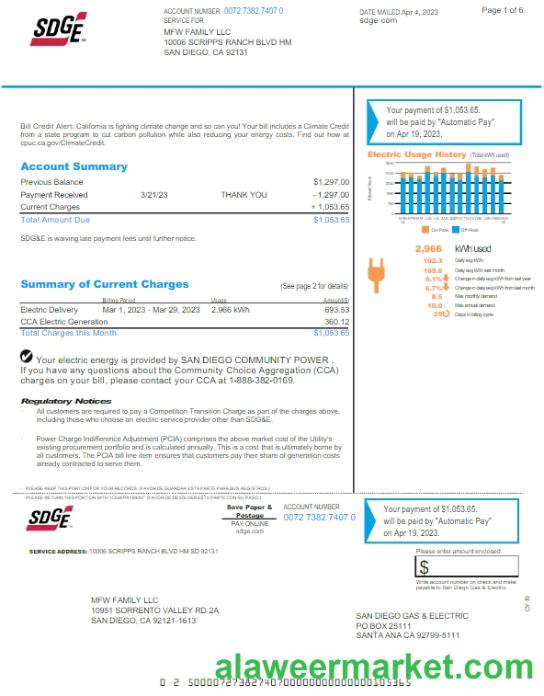 SDGE
ACCOUNT NUMBER 0072 7382 7407 0
SERVICE FOR
MFW FAMILY LLC
10006 SCRIPPS RANCH BLVD HM
SAN DIEGO, CA 92131
DATE MAILED Apr 4, 2023
sdge.com
Page 1 of 6
Bill Credit Alert: California is fighting climate change and so can you! Your bill includes a Climate Credit
from a state program to cut carbon pollution while also reducing your energy costs. Find out how at
cpuc.ca.gov/ClimateCredit.
Account Summary
Previous Balance $1,297.00
Payment Received 3/21/23 THANK YOU - 1,297.00
Current Charges + 1,053.65
Total Amount Due $1,053.65
SDG&E is waiving late payment fees until further notice.
Summary of Current Charges (See page 2 for details)
Billing Period Usage Amount($)
Electric Delivery Mar 1, 2023 - Mar 29, 2023 2,966 kWh 693.53
CCA Electric Generation 360.12
Total Charges this Month $1,053.65
Your electric energy is provided by SAN DIEGO COMMUNITY POWER .
If you have any questions about the Community Choice Aggregation (CCA)
charges on your bill, please contact your CCA at 1-888-382-0169.
Regulatory Notices
· All customers are required to pay a Competition Transition Charge as part of the charges above,
including those who choose an electric service provider other than SDG&E.
· Power Charge Indifference Adjustment (PCIA) comprises the above market cost of the Utility's
existing procurement portfolio and is calculated annually. This is a cost that is ultimately borne by
all customers. The PCIA bill line item ensures that customers pay their share of generation costs
already contracted to serve them.
Your payment of $1,053.65.
will be paid by "Automatic Pay"
on Apr 19, 2023.
Electric Usage History (Total kWh used)
On-Peak Off-Peak
2,966 kWh used
102.3 Daily avg kWh
109.6 Daily avg kWh last month
6.1% Change in daily avg kWh from last year
6.7% Change in daily avg kWh from last month
8.5 Max monthly demand
10.0 Max annual demand
29 Days in billing cycle
PLEASE KEEP THIS PORTION FOR YOUR RECORDS. (FAVOR DE GUARDAR ESTA PARTE PARA SUS REGISTROS.)
PLEASE RETURN THIS PORTION WITH YOUR PAYMENT. (FAVOR DE DEVOLVER ESTA PARTE CON SU PAGO.)
SDGE
Save Paper &
Postage
PAY ONLINE
sdge.com
ACCOUNT NUMBER
0072 7382 7407 0
Your payment of $1,053.65.
will be paid by "Automatic Pay"
on Apr 19, 2023.
SERVICE ADDRESS: 10006 SCRIPPS RANCH BLVD HM SD 92131
Please enter amount enclosed.
$
Write account number on check and make
payable to San Diego Gas & Electric.
MFW FAMILY LLC
10951 SORRENTO VALLEY RD 2A
SAN DIEGO, CA 92121-1613
SAN DIEGO GAS & ELECTRIC
PO BOX 25111
SANTA ANA CA 92799-5111
alaweermarket.com